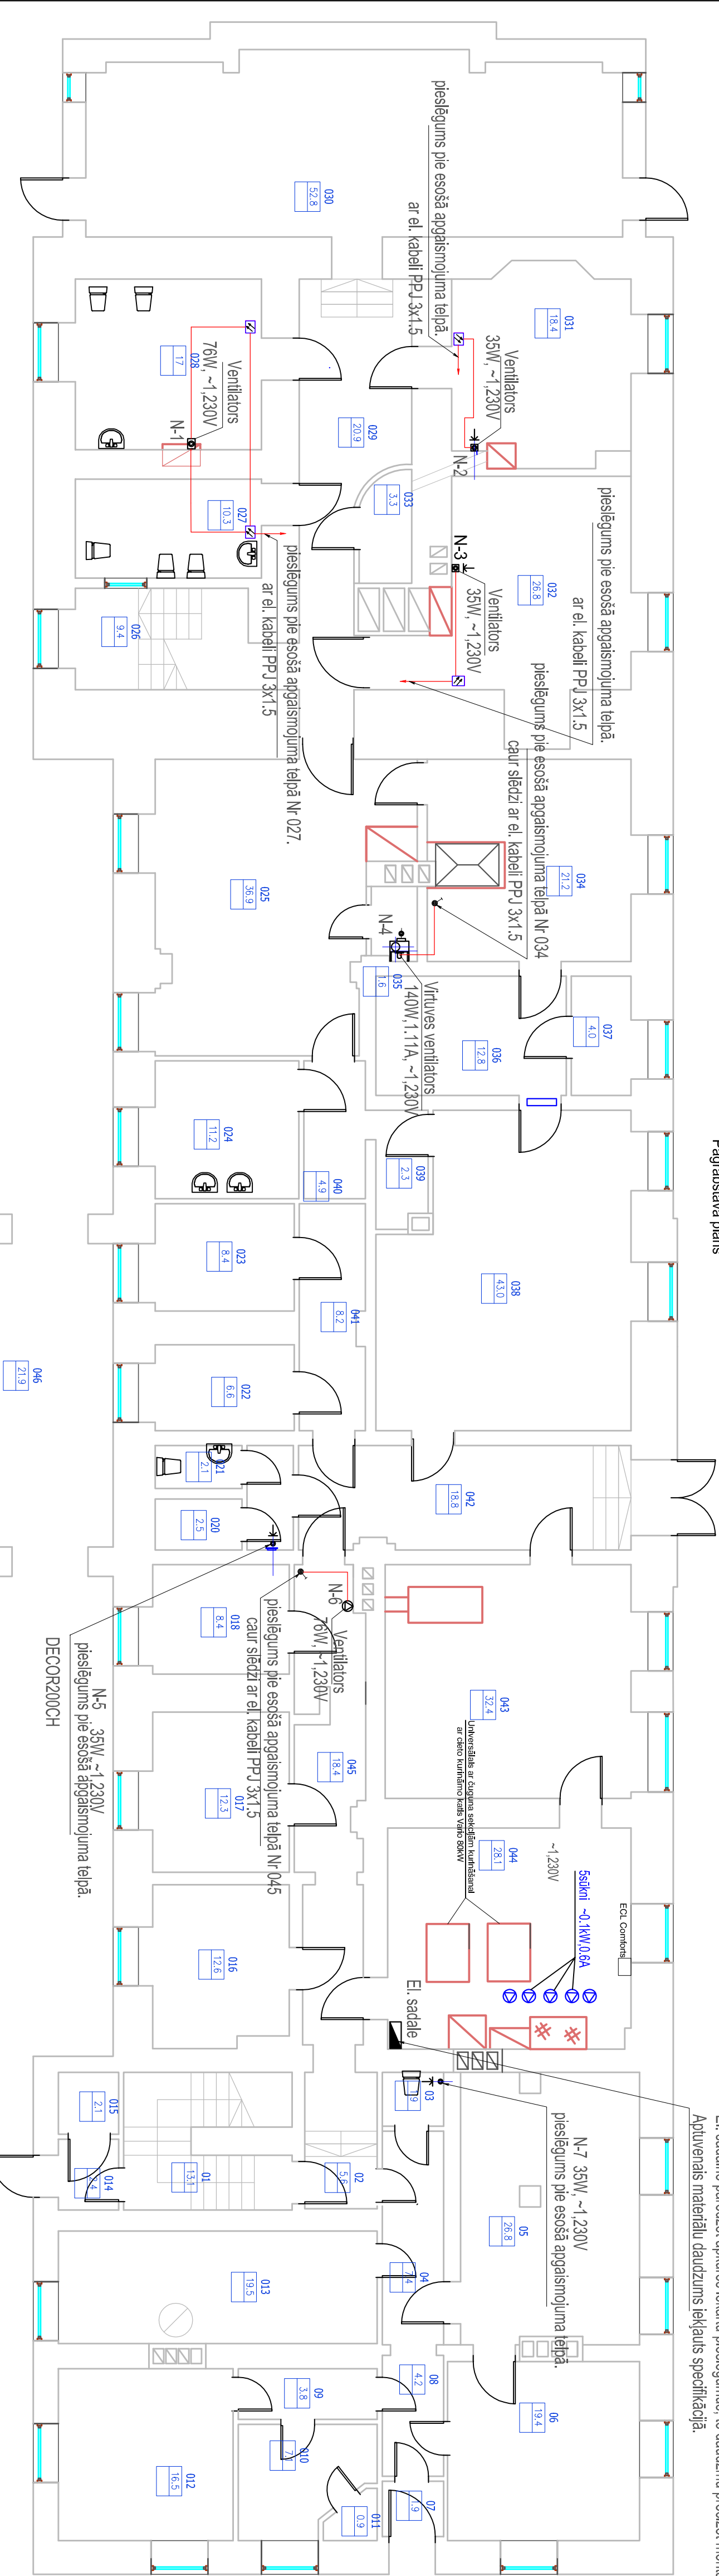 Pagrabstāva plāns
Aptuvenais materiālu daudzums iekļauts specifikācijā.
030
52.8
pieslēgums pie esošā apgaismojuma telpā.
ar el. kabeli PPJ 3x1.5
031
18.4
Ventilators
35W, ~1,230V
N-2
028
17
Ventilators
76W, ~1,230V
N-1
029
20.9
033
3.3
027
10.3
pieslēgums pie esošā apgaismojuma telpā Nr 027.
ar el. kabeli PPJ 3x1.5
026
9.4
N-3
Ventilators
35W, ~1,230V
032
26.8
pieslēgums pie esošā apgaismojuma telpā.
ar el. kabeli PPJ 3x1.5
pieslēgums pie esošā apgaismojuma telpā Nr 034
caur slēdzi ar el. kabeli PPJ 3x1.5
034
21.2
025
36.9
N-4
Virtuves ventilators
140W,1.11A, ~1,230V
035
1.6
036
12.8
037
4.0
024
11.2
040
4.9
039
2.3
038
43.0
023
8.4
041
8.2
022
6.6
046
21.9
021
2.1
020
2.5
042
18.8
018
8.4
N-6
Ventilators
76W, ~1,230V
pieslēgums pie esošā apgaismojuma telpā Nr 045
caur slēdzi ar el. kabeli PPJ 3x1.5
N-5 35W, ~1,230V
pieslēgums pie esošā apgaismojuma telpā.
DECOR200CH
043
32.4
045
18.4
017
12.3
Universālais ar čuguna sekcijām kurināšanai
ar cieto kurināmo katls Vario 80kW
044
28.1
~1,230V
5sūkni ~0.1kW,0.6A
ECL Comforts
El. sadale
016
12.6
015
2.1
014
01
13.1
02
5.6
03
1.9
N-7 35W, ~1,230V
pieslēgums pie esošā apgaismojuma telpā.
05
26.8
04
7.4
013
19.5
08
4.2
06
19.4
09
3.8
010
012
16.5
011
0.9
07
1.9